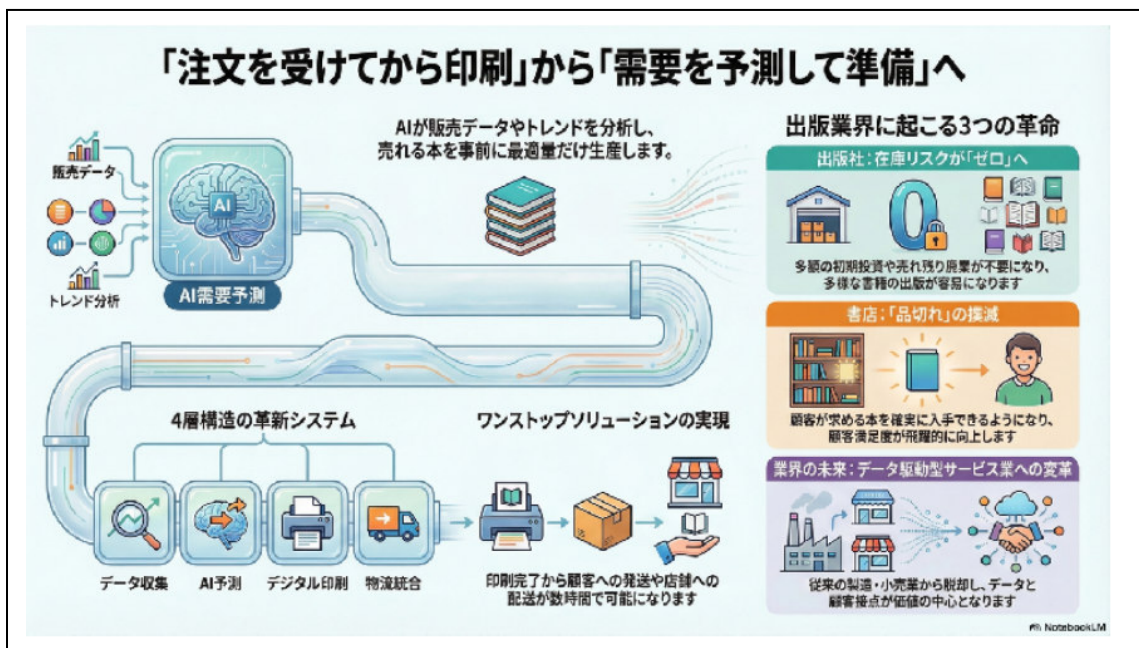 「注文を受けてから印刷」から「需要を予測して準備」へ
販売データ
トレンド分析
AI
AI需要予測
AIが販売データやトレンドを分析し、
売れる本を事前に最適量だけ生産します。
4層構造の革新システム
データ収集
AI予測
デジタル印刷
物流統合
ワンストップソリューションの実現
印刷完了から顧客への発送や店舗への
配送が数時間で可能になります
出版業界に起こる3つの革命
出版社:在庫リスクが「ゼロ」へ
0
多額の初期投資や売れ残り廃棄が不要になり、
多様な書籍の出版が容易になります
書店:「品切れ」の撲滅
顧客が求める本を確実に入手できるようになり、
顧客満足度が飛躍的に向上します
業界の未来:データ駆動型サービス業への変革
従来の製造・小売業から脱却し、データと
顧客接点が価値の中心となります
NotebookLM